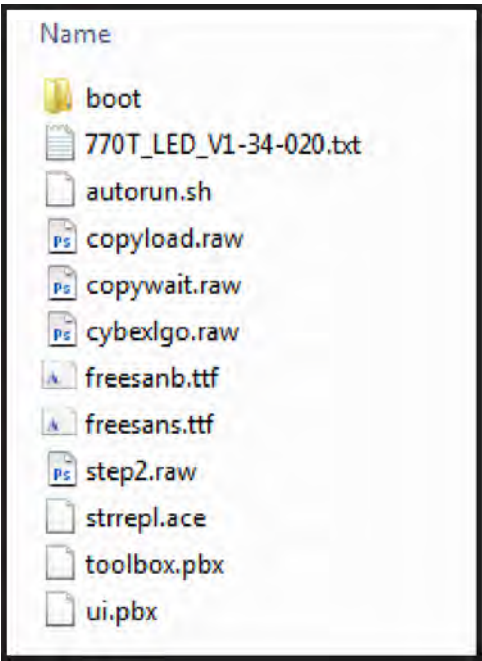 Name
boot
770T_LED_V1-34-020.txt
autorun.sh
copyload.raw
copywait.raw
cybexlgo.raw
freesanb.ttf
freesans.ttf
step2.raw
strrepl.ace
toolbox.pbx
ui.pbx